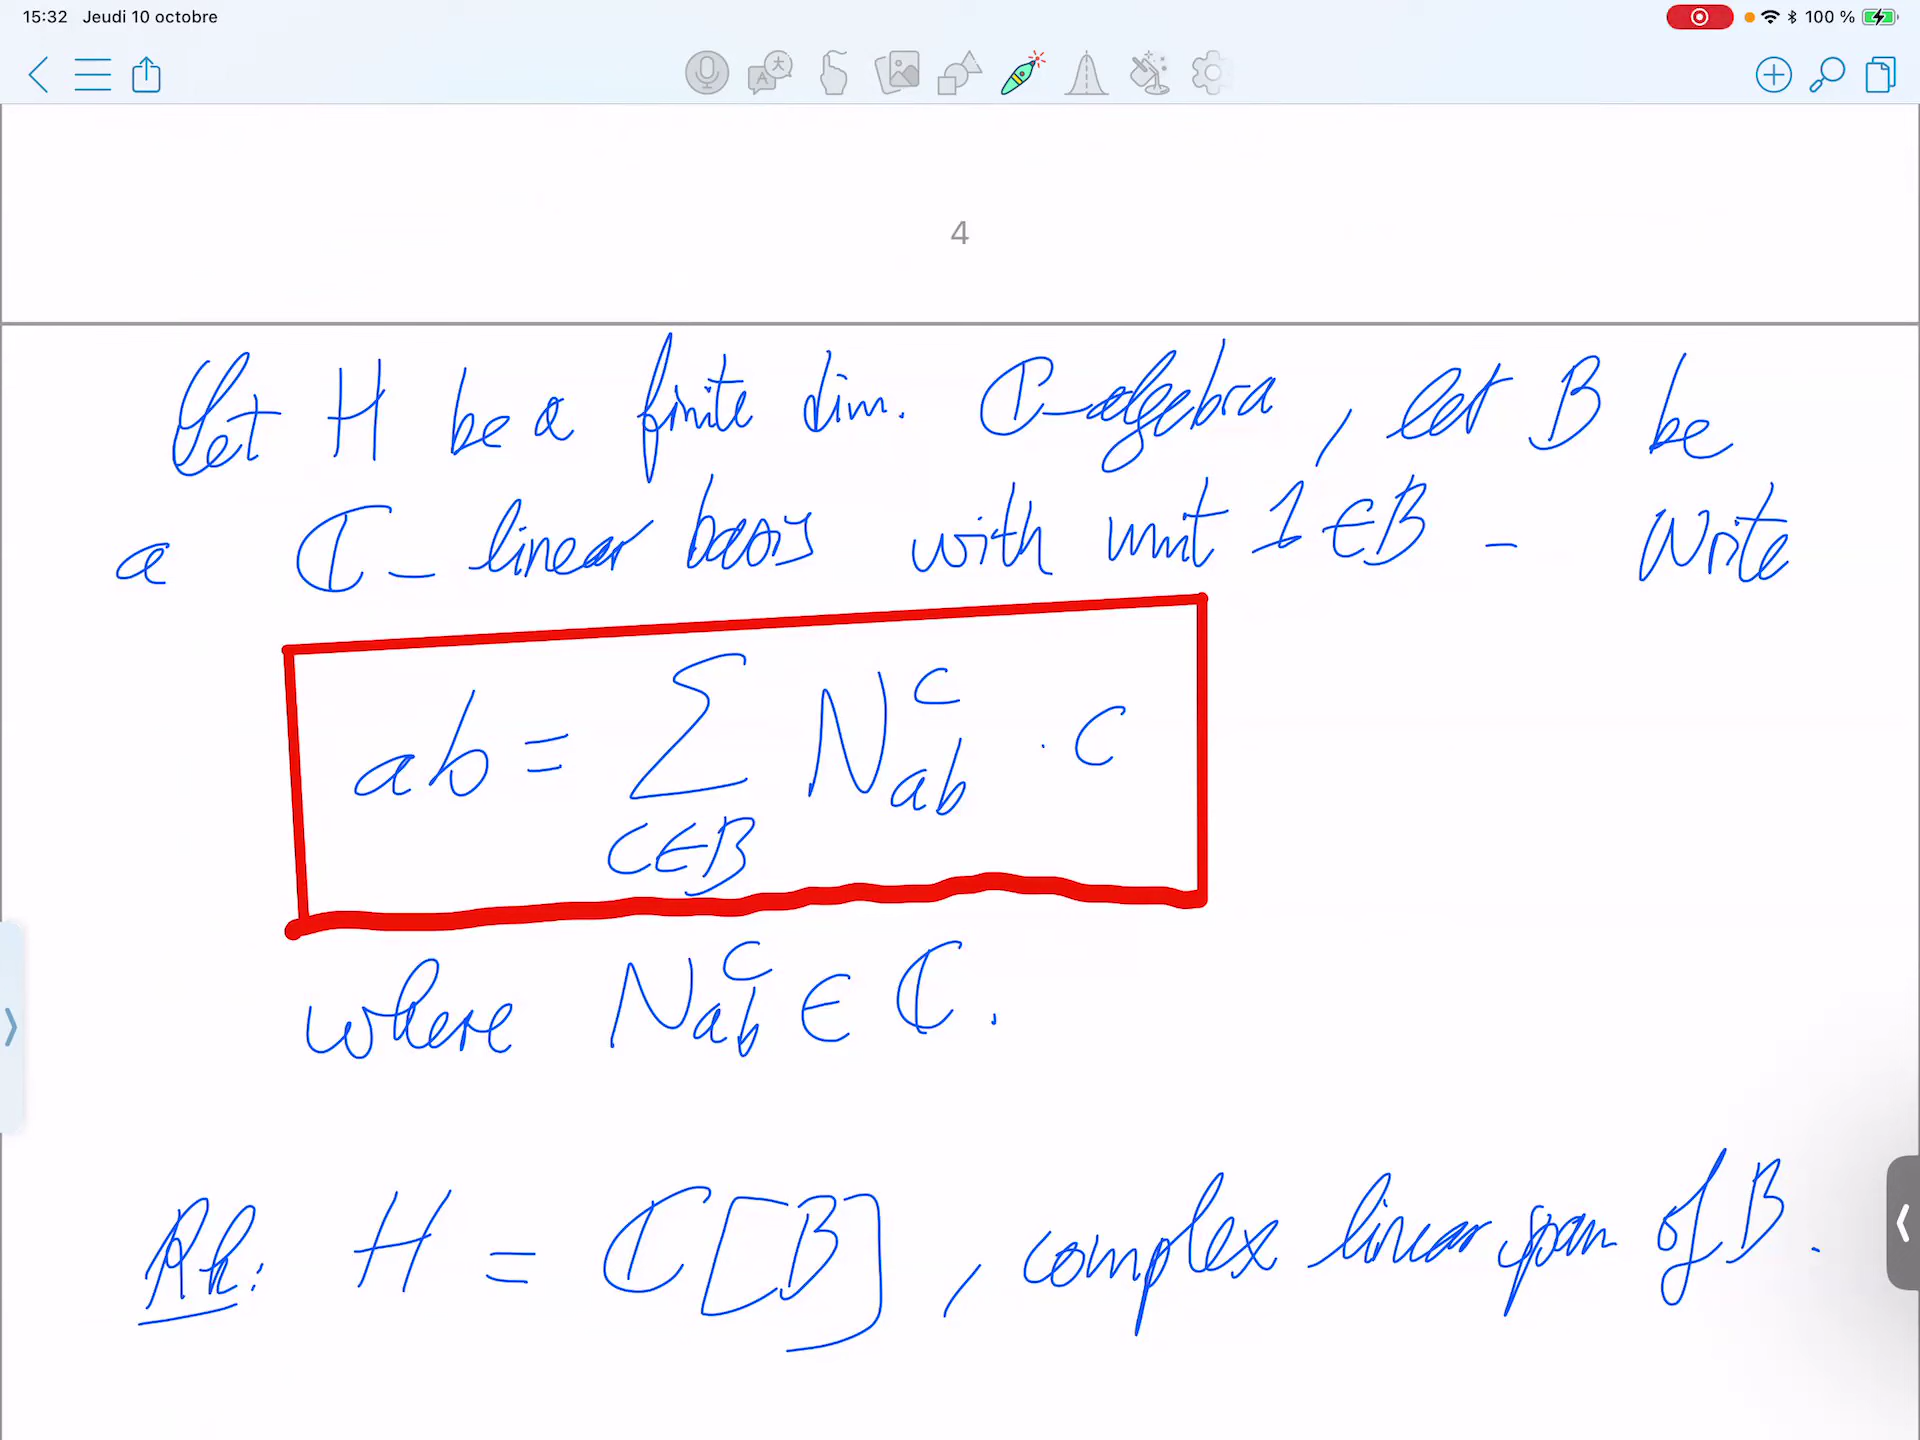 15:32 Jeudi 10 octobre 100 %
4
Let H be a finite dim. ℂ-algebra, let B be
a ℂ-linear basis with unit 1 ∈ B - Write
ab = ∑_{c∈B} N_{ab}^c · c
where N_{ab}^c ∈ ℂ.
Rk: H = ℂ[B], complex linear span of B.